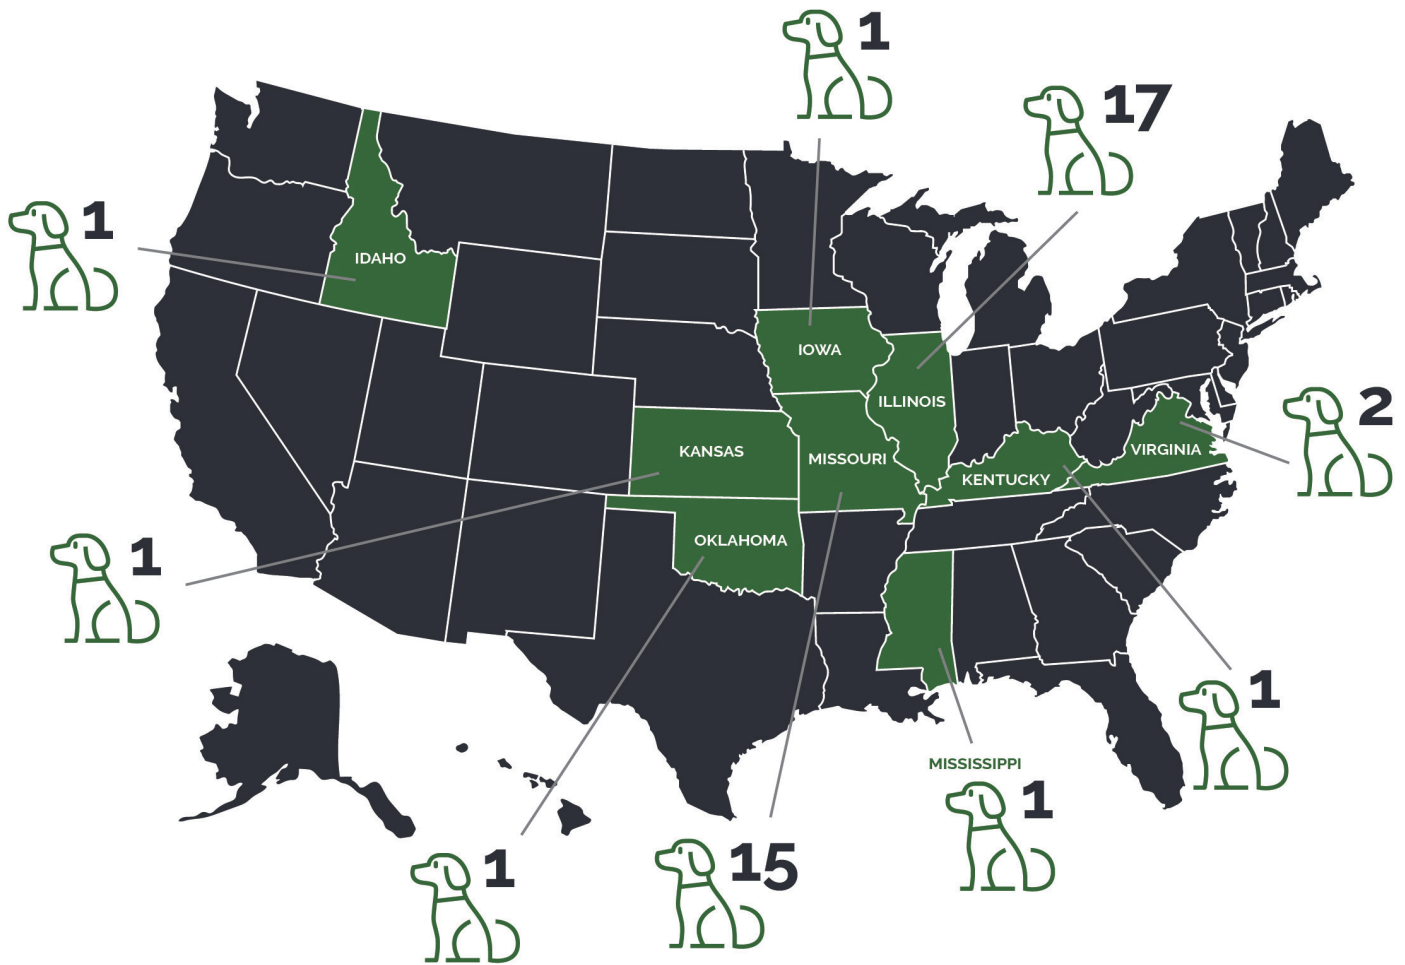 1
17
1
IDAHO
IOWA
ILLINOIS
2
KANSAS
MISSOURI
KENTUCKY
VIRGINIA
OKLAHOMA
1
1
MISSISSIPPI
1
1
15